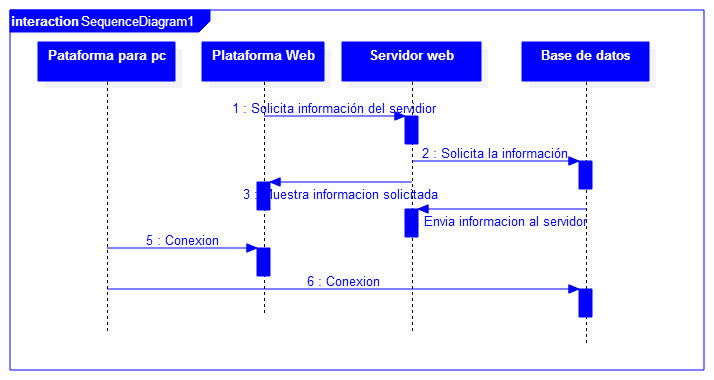 interaction SequenceDiagram1
Pataforma para pc
Plataforma Web
Servidor web
Base de datos
1 : Solicita información del servidior
2 : Solicita la información
3 : Muestra informacion solicitada
Envia informacion al servidor
5 : Conexion
6 : Conexion